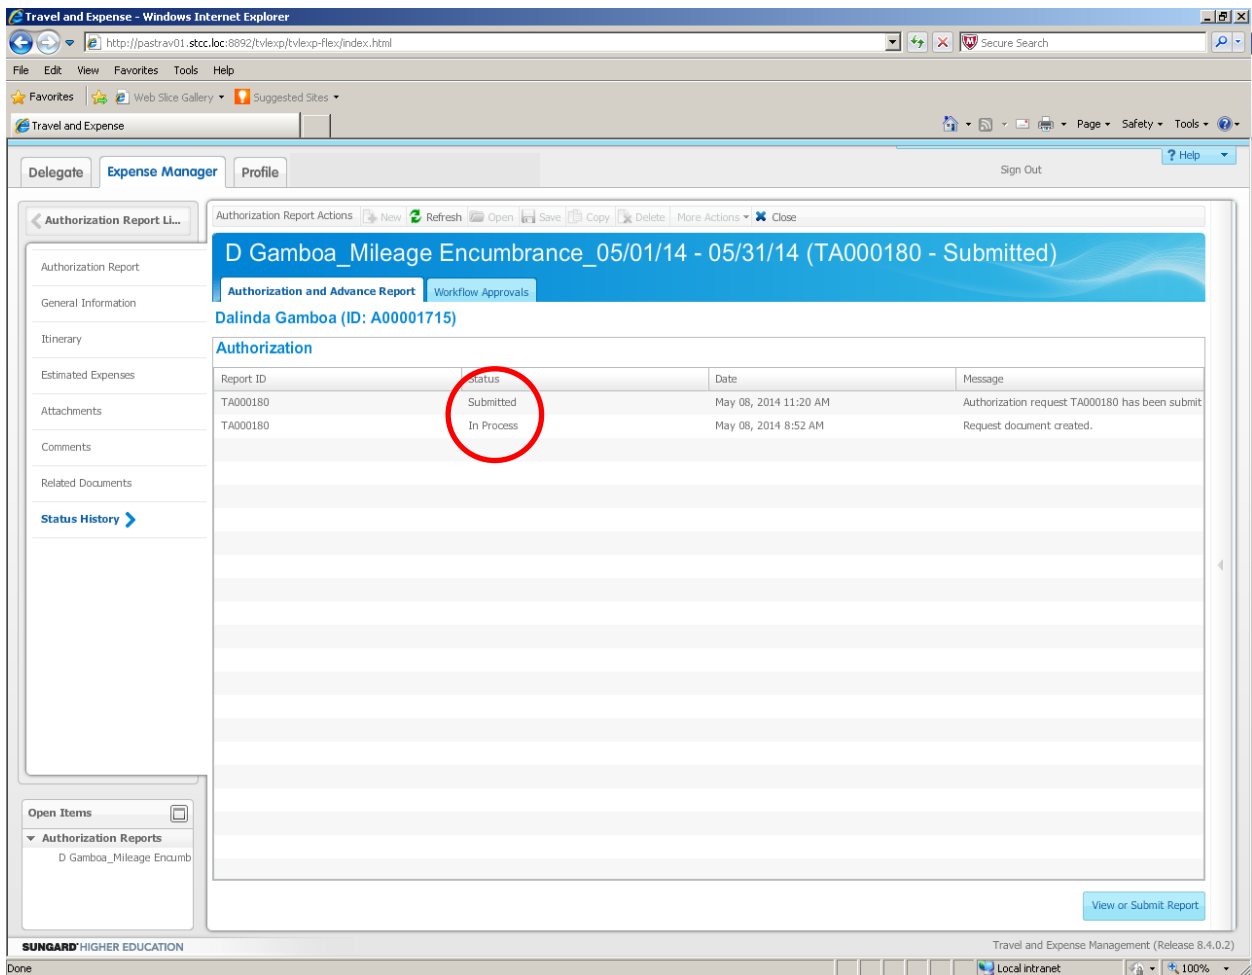 Travel and Expense - Windows Internet Explorer
http://pastrav01.stcc.loc:8892/tvlexp/tvlexp-flex/index.html Secure Search
File Edit View Favorites Tools Help
Favorites Web Slice Gallery Suggested Sites
Travel and Expense Page Safety Tools
? Help
Delegate Expense Manager Profile Sign Out
Authorization Report Li... Authorization Report Actions New Refresh Open Save Copy Delete More Actions Close
D Gamboa_Mileage Encumbrance_05/01/14 - 05/31/14 (TA000180 - Submitted)
Authorization Report
Authorization and Advance Report Workflow Approvals
General Information
Dalinda Gamboa (ID: A00001715)
Itinerary
Authorization
Estimated Expenses
Report ID Status Date Message
TA000180 Submitted May 08, 2014 11:20 AM Authorization request TA000180 has been submit
Attachments
TA000180 In Process May 08, 2014 8:52 AM Request document created.
Comments
Related Documents
Status History
Open Items
Authorization Reports
D Gamboa_Mileage Encumb
View or Submit Report
SUNGARD HIGHER EDUCATION Travel and Expense Management (Release 8.4.0.2)
Done Local intranet 100%